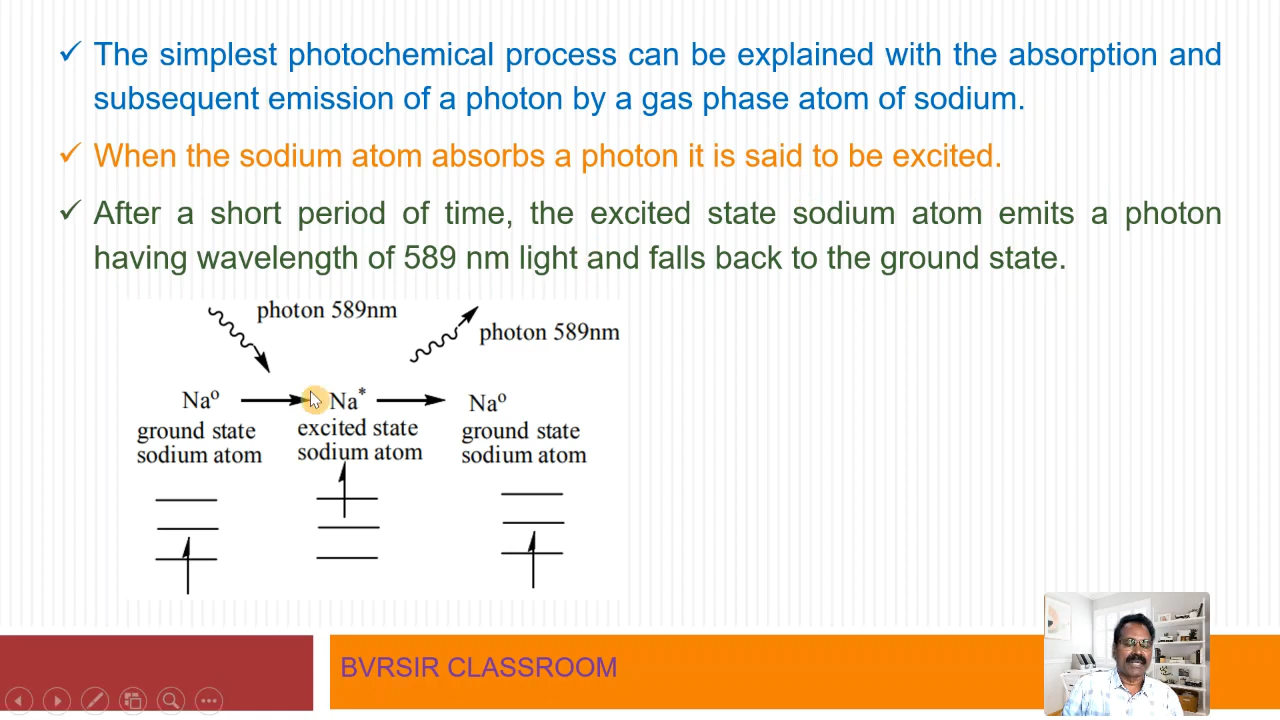 ✓ The simplest photochemical process can be explained with the absorption and
subsequent emission of a photon by a gas phase atom of sodium.
✓ When the sodium atom absorbs a photon it is said to be excited.
✓ After a short period of time, the excited state sodium atom emits a photon
having wavelength of 589 nm light and falls back to the ground state.
photon 589nm
photon 589nm
Naº Na* Naº
ground state excited state ground state
sodium atom sodium atom sodium atom
BVRSIR CLASSROOM